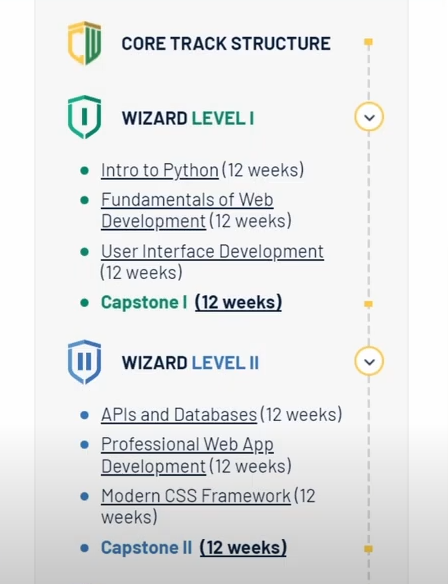 CW CORE TRACK STRUCTURE
I WIZARD LEVEL I
Intro to Python (12 weeks)
Fundamentals of Web
Development (12 weeks)
User Interface Development
(12 weeks)
Capstone I (12 weeks)
II WIZARD LEVEL II
APIs and Databases (12 weeks)
Professional Web App
Development (12 weeks)
Modern CSS Framework (12
weeks)
Capstone II (12 weeks)